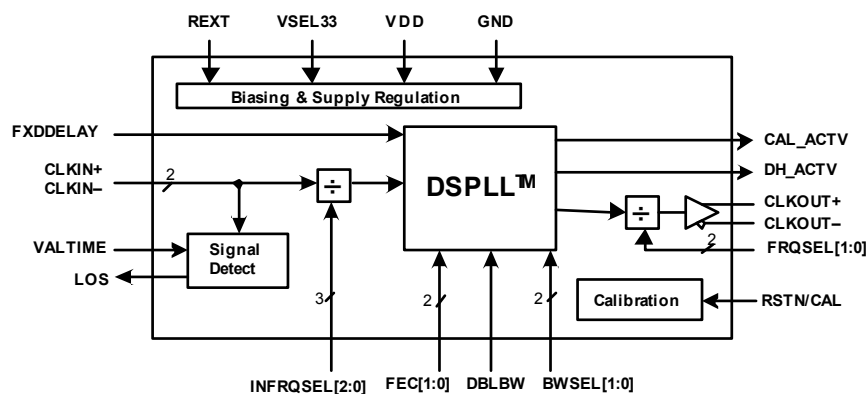 REXT VSEL33 VDD GND
Biasing & Supply Regulation
FXDDELAY
CAL_ACTV
CLKIN+
CLKIN–
2
÷
DSPLL™
DH_ACTV
÷
CLKOUT+
CLKOUT–
2
FRQSEL[1:0]
VALTIME
LOS
Signal
Detect
3
2
2
Calibration
RSTN/CAL
INFRQSEL[2:0] FEC[1:0] DBLBW BWSEL[1:0]